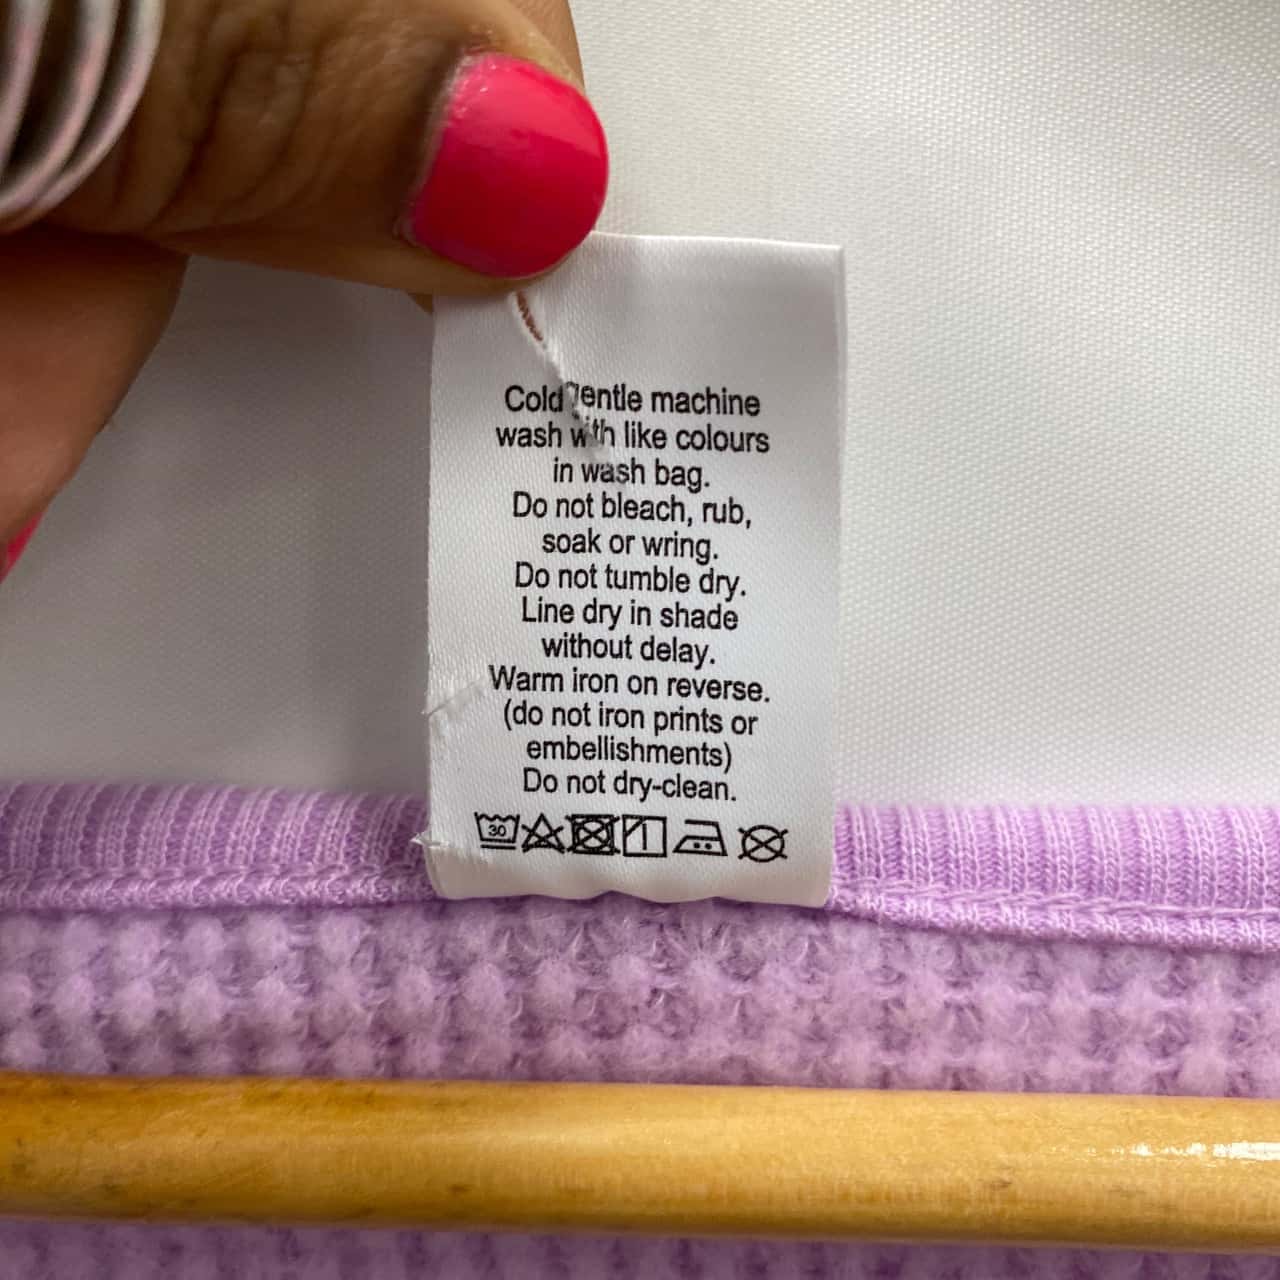 Cold gentle machine
wash with like colours
in wash bag.
Do not bleach, rub,
soak or wring.
Do not tumble dry.
Line dry in shade
without delay.
Warm iron on reverse.
(do not iron prints or
embellishments)
Do not dry-clean.
30